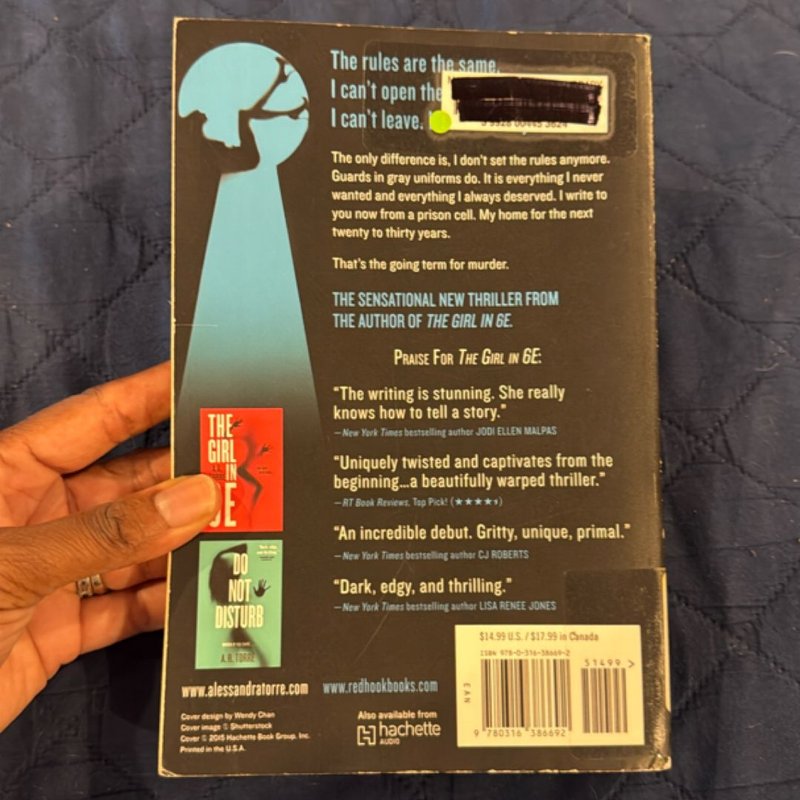 The rules are the same.
I can't open the
I can't leave.
The only difference is, I don't set the rules anymore.
Guards in gray uniforms do. It is everything I never
wanted and everything I always deserved. I write to
you now from a prison cell. My home for the next
twenty to thirty years.
That's the going term for murder.
THE SENSATIONAL NEW THRILLER FROM
THE AUTHOR OF THE GIRL IN 6E.
PRAISE FOR THE GIRL IN 6E:
"The writing is stunning. She really
knows how to tell a story."
—New York Times bestselling author JODI ELLEN MALPAS
"Uniquely twisted and captivates from the
beginning...a beautifully warped thriller."
—RT Book Reviews, Top Pick! (★★★★½)
"An incredible debut. Gritty, unique, primal."
—New York Times bestselling author CJ ROBERTS
"Dark, edgy, and thrilling."
—New York Times bestselling author LISA RENEE JONES
THE
GIRL
IN
6E
DO
NOT
DISTURB
A. R. TORRE
www.alessandratorre.com
www.redhookbooks.com
Cover design by Wendy Chan
Cover image © Shutterstock
Cover © 2015 Hachette Book Group, Inc.
Printed in the U.S.A.
Also available from
hachette
AUDIO
$14.99 U.S. / $17.99 in Canada
ISBN 978-0-316-38669-2
51499 >
EAN
9 780316 386692